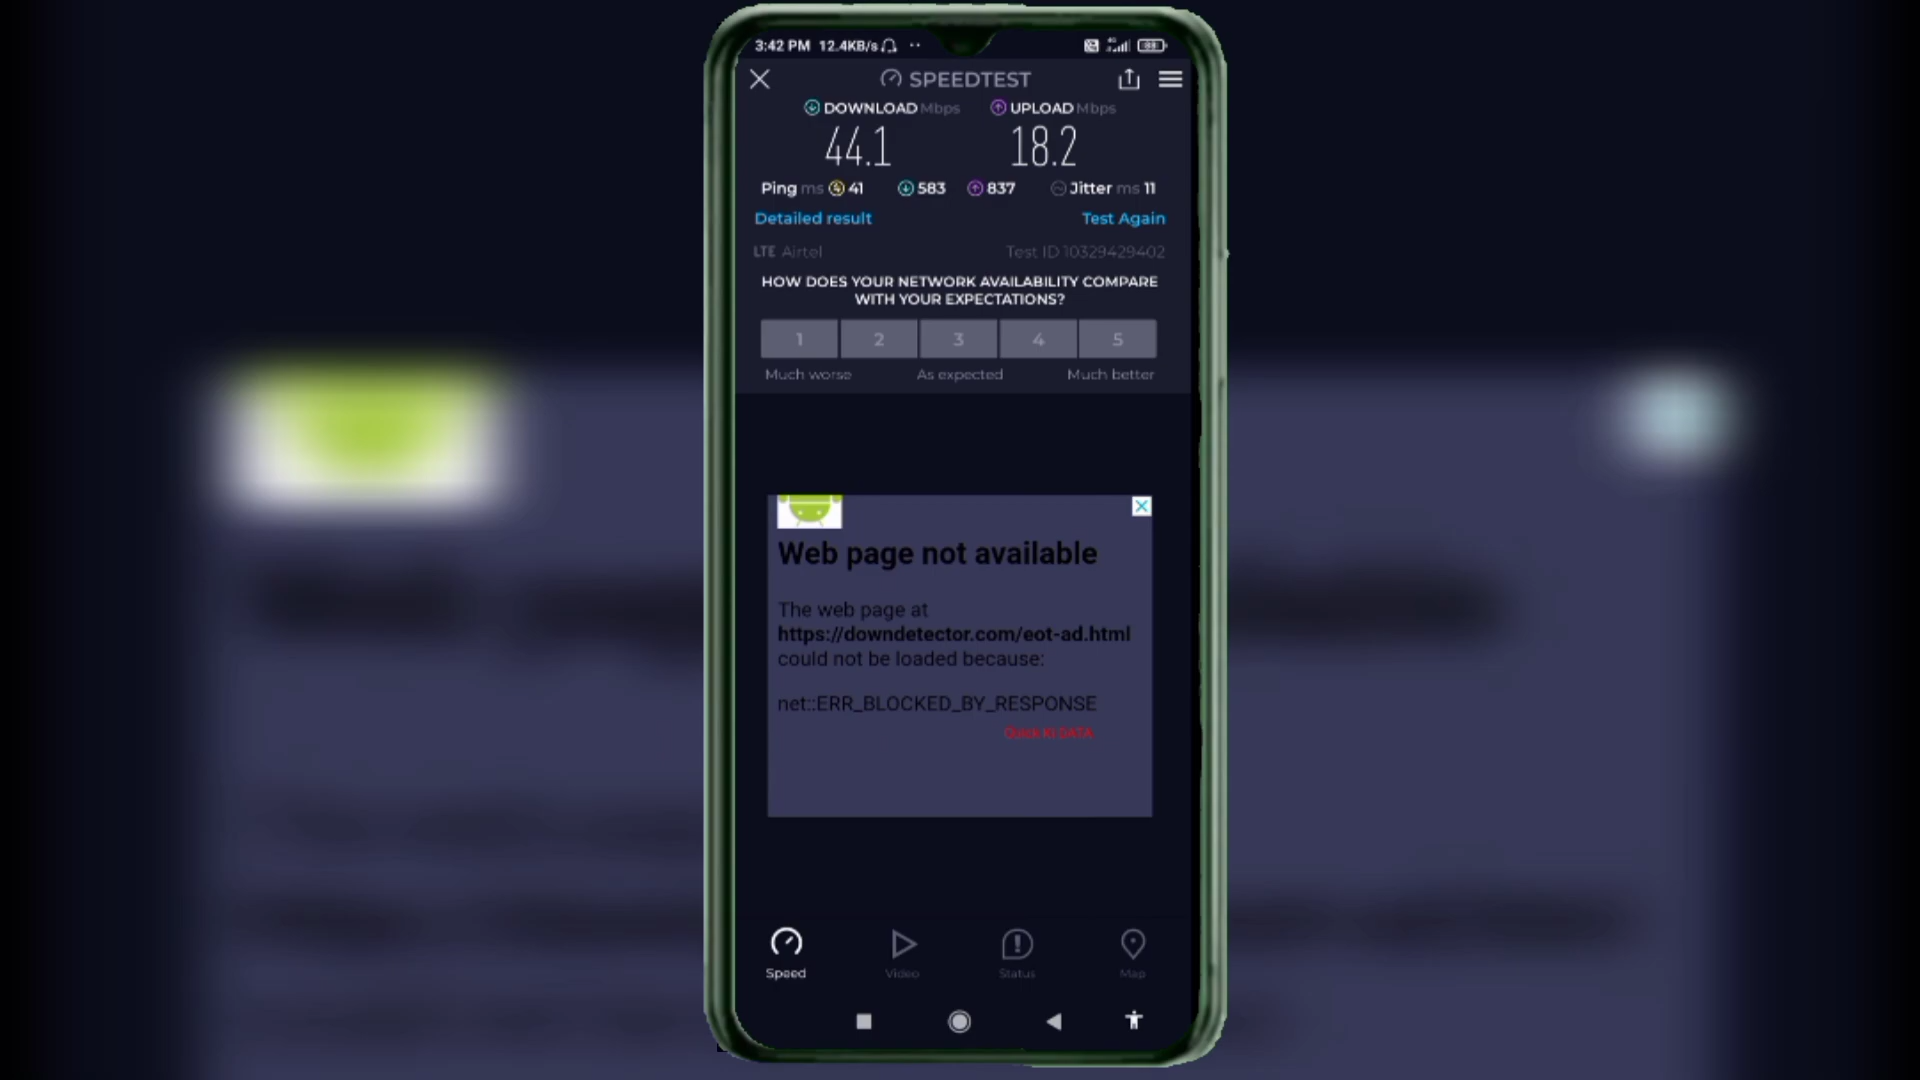 3:42 PM 12.4KB/s
SPEEDTEST
DOWNLOAD Mbps UPLOAD Mbps
44.1 18.2
Ping ms 41 583 837 Jitter ms 11
Detailed result Test Again
LTE Airtel Test ID 10329429402
HOW DOES YOUR NETWORK AVAILABILITY COMPARE
WITH YOUR EXPECTATIONS?
1 2 3 4 5
Much worse As expected Much better
Web page not available
The web page at
https://downdetector.com/eot-ad.html
could not be loaded because:
net::ERR_BLOCKED_BY_RESPONSE
Quick Ki DATA
Speed Video Status Map